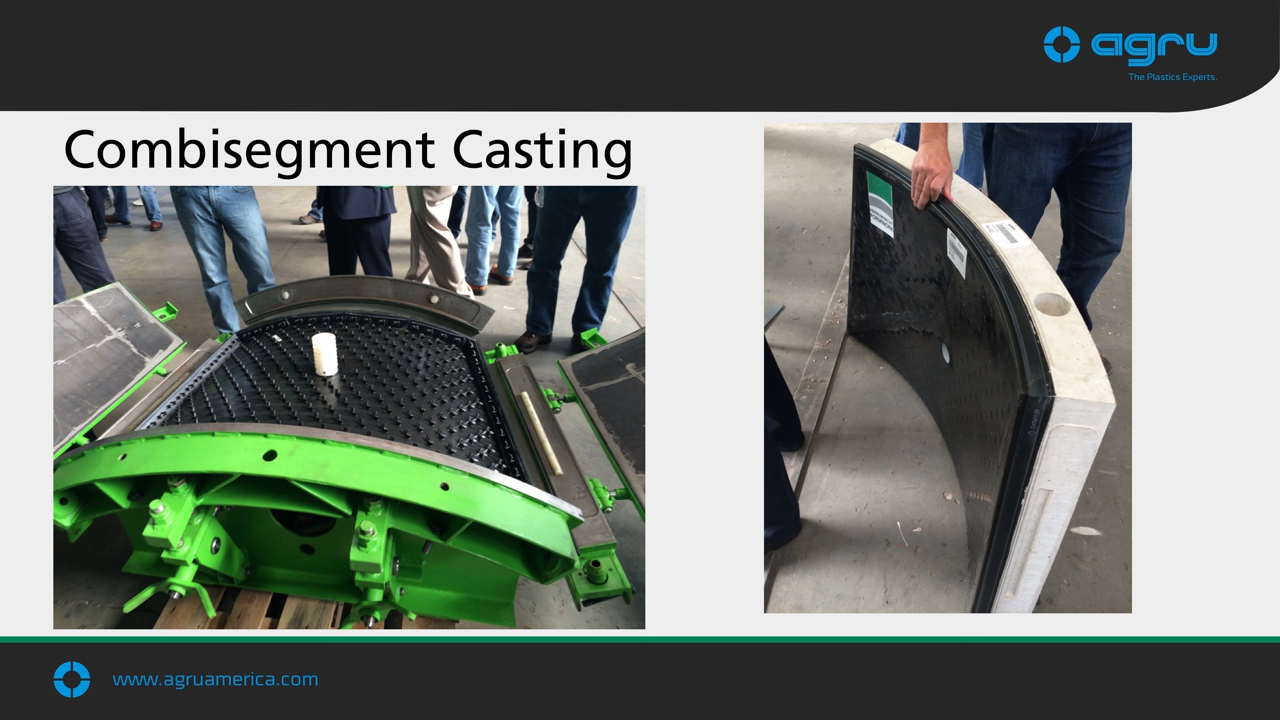 agru
The Plastics Experts.
Combisegment Casting
www.agruamerica.com